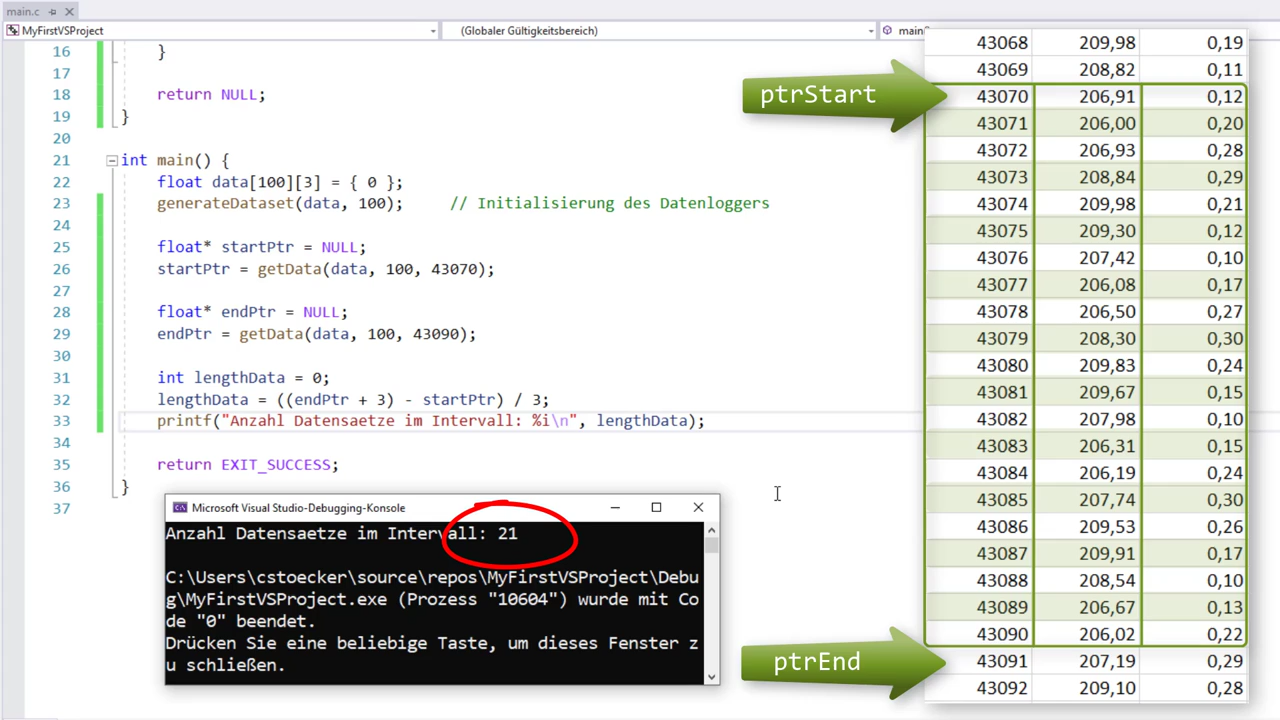 main.c
MyFirstVSProject
(Globaler Gültigkeitsbereich)
16 }
17
18 return NULL;
19 }
20
21 int main() {
22 float data[100][3] = { 0 };
23 generateDataset(data, 100); // Initialisierung des Datenloggers
24
25 float* startPtr = NULL;
26 startPtr = getData(data, 100, 43070);
27
28 float* endPtr = NULL;
29 endPtr = getData(data, 100, 43090);
30
31 int lengthData = 0;
32 lengthData = ((endPtr + 3) - startPtr) / 3;
33 printf("Anzahl Datensaetze im Intervall: %i\n", lengthData);
34
35 return EXIT_SUCCESS;
36 }
37
Microsoft Visual Studio-Debugging-Konsole
Anzahl Datensaetze im Intervall: 21
C:\Users\cstoecker\source\repos\MyFirstVSProject\Debu
g\MyFirstVSProject.exe (Prozess "10604") wurde mit Co
de "0" beendet.
Drücken Sie eine beliebige Taste, um dieses Fenster z
u schließen.
ptrStart
ptrEnd
43068 209,98 0,19
43069 208,82 0,11
43070 206,91 0,12
43071 206,00 0,20
43072 206,93 0,28
43073 208,84 0,29
43074 209,98 0,21
43075 209,30 0,12
43076 207,42 0,10
43077 206,08 0,17
43078 206,50 0,27
43079 208,30 0,30
43080 209,83 0,24
43081 209,67 0,15
43082 207,98 0,10
43083 206,31 0,15
43084 206,19 0,24
43085 207,74 0,30
43086 209,53 0,26
43087 209,91 0,17
43088 208,54 0,10
43089 206,67 0,13
43090 206,02 0,22
43091 207,19 0,29
43092 209,10 0,28